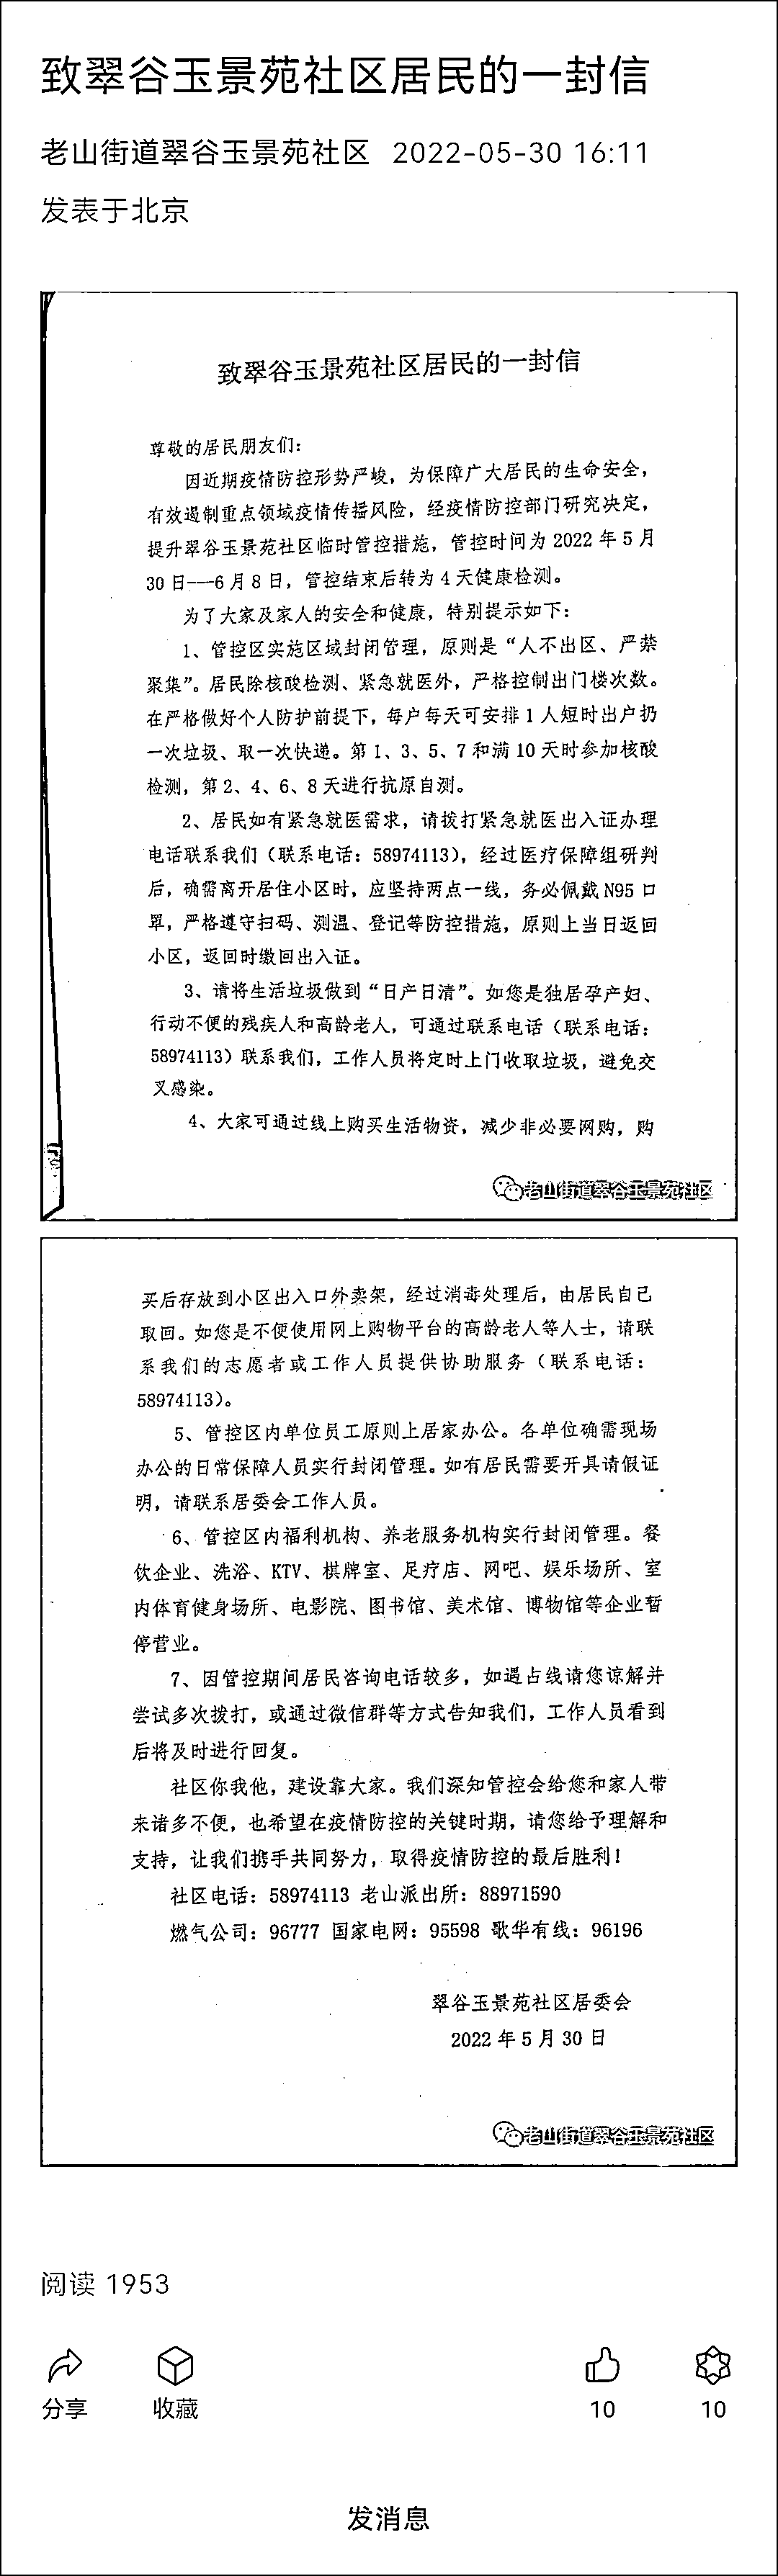 致翠谷玉景苑社区居民的一封信
老山街道翠谷玉景苑社区 2022-05-30 16:11
发表于北京
致翠谷玉景苑社区居民的一封信
尊敬的居民朋友们:
因近期疫情防控形势严峻，为保障广大居民的生命安全，
有效遏制重点领域疫情传播风险，经疫情防控部门研究决定，
提升翠谷玉景苑社区临时管控措施，管控时间为 2022 年 5 月
30 日---6 月 8 日，管控结束后转为 4 天健康检测。
为了大家及家人的安全和健康，特别提示如下:
1、管控区实施区域封闭管理，原则是“人不出区、严禁
聚集”。居民除核酸检测、紧急就医外，严格控制出门楼次数。
在严格做好个人防护前提下，每户每天可安排 1 人短时出户扔
一次垃圾、取一次快递。第 1、3、5、7 和满 10 天时参加核酸
检测，第 2、4、6、8 天进行抗原自测。
2、居民如有紧急就医需求，请拨打紧急就医出入证办理
电话联系我们（联系电话: 58974113），经过医疗保障组研判
后，确需离开居住小区时，应坚持两点一线，务必佩戴 N95 口
罩，严格遵守扫码、测温、登记等防控措施，原则上当日返回
小区，返回时缴回出入证。
3、请将生活垃圾做到“日产日清”。如您是独居孕产妇、
行动不便的残疾人和高龄老人，可通过联系电话（联系电话:
58974113）联系我们，工作人员将定时上门收取垃圾，避免交
叉感染。
4、大家可通过线上购买生活物资，减少非必要网购，购
老山街道翠谷玉景苑社区
买后存放到小区出入口外卖架，经过消毒处理后，由居民自己
取回。如您是不便使用网上购物平台的高龄老人等人士，请联
系我们的志愿者或工作人员提供协助服务（联系电话:
58974113）。
5、管控区内单位员工原则上居家办公。各单位确需现场
办公的日常保障人员实行封闭管理。如有居民需要开具请假证
明，请联系居委会工作人员。
6、管控区内福利机构、养老服务机构实行封闭管理。餐
饮企业、洗浴、KTV、棋牌室、足疗店、网吧、娱乐场所、室
内体育健身场所、电影院、图书馆、美术馆、博物馆等企业暂
停营业。
7、因管控期间居民咨询电话较多，如遇占线请您谅解并
尝试多次拨打，或通过微信群等方式告知我们，工作人员看到
后将及时进行回复。
社区你我他，建设靠大家。我们深知管控会给您和家人带
来诸多不便，也希望在疫情防控的关键时期，请您给予理解和
支持，让我们携手共同努力，取得疫情防控的最后胜利！
社区电话: 58974113 老山派出所: 88971590
燃气公司: 96777 国家电网: 95598 歌华有线: 96196
翠谷玉景苑社区居委会
2022 年 5 月 30 日
老山街道翠谷玉景苑社区
阅读 1953
分享 收藏 10 10
发消息